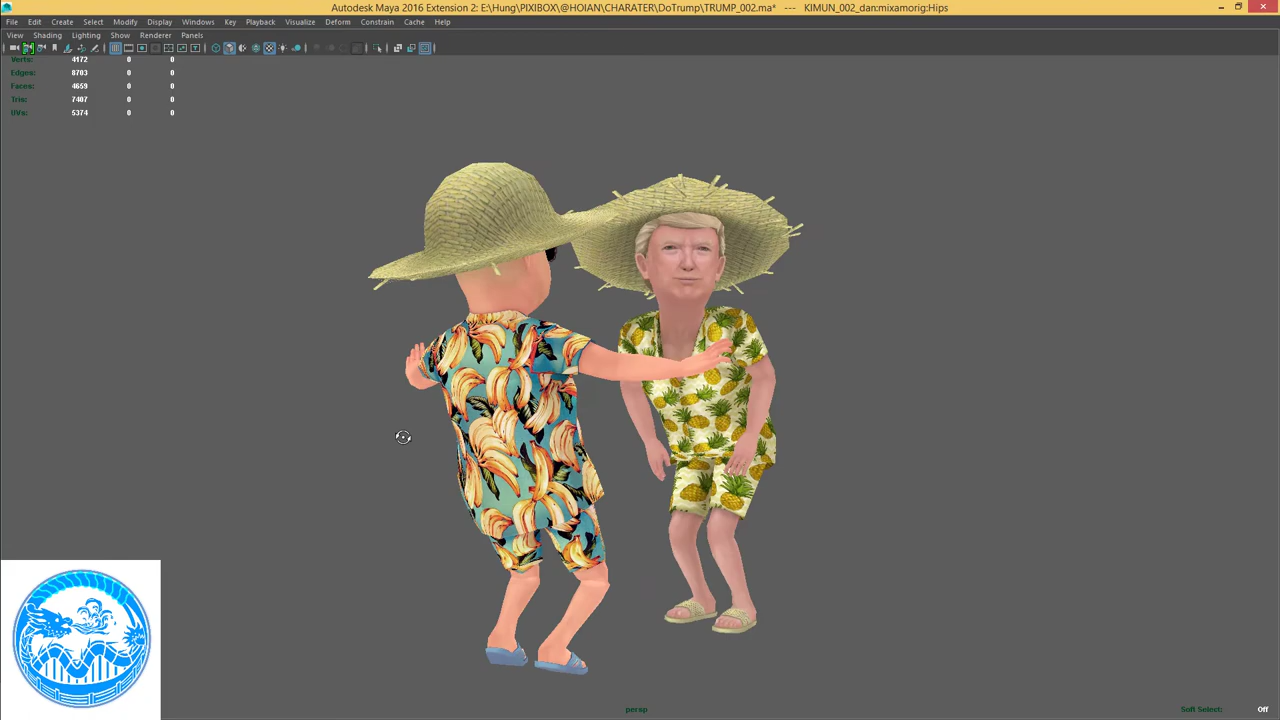 Autodesk Maya 2016 Extension 2: E:\Hung\PIXIBOX\@HOIAN\CHARATER\DoTrump\TRUMP_002.ma* --- KIMUN_002_dan:mixamorig:Hips
File Edit Create Select Modify Display Windows Key Playback Visualize Deform Constrain Cache Help
View Shading Lighting Show Renderer Panels
Verts: 4172 0 0
Edges: 8703 0 0
Faces: 4659 0 0
Tris: 7407 0 0
UVs: 5374 0 0
persp
Soft Select: Off